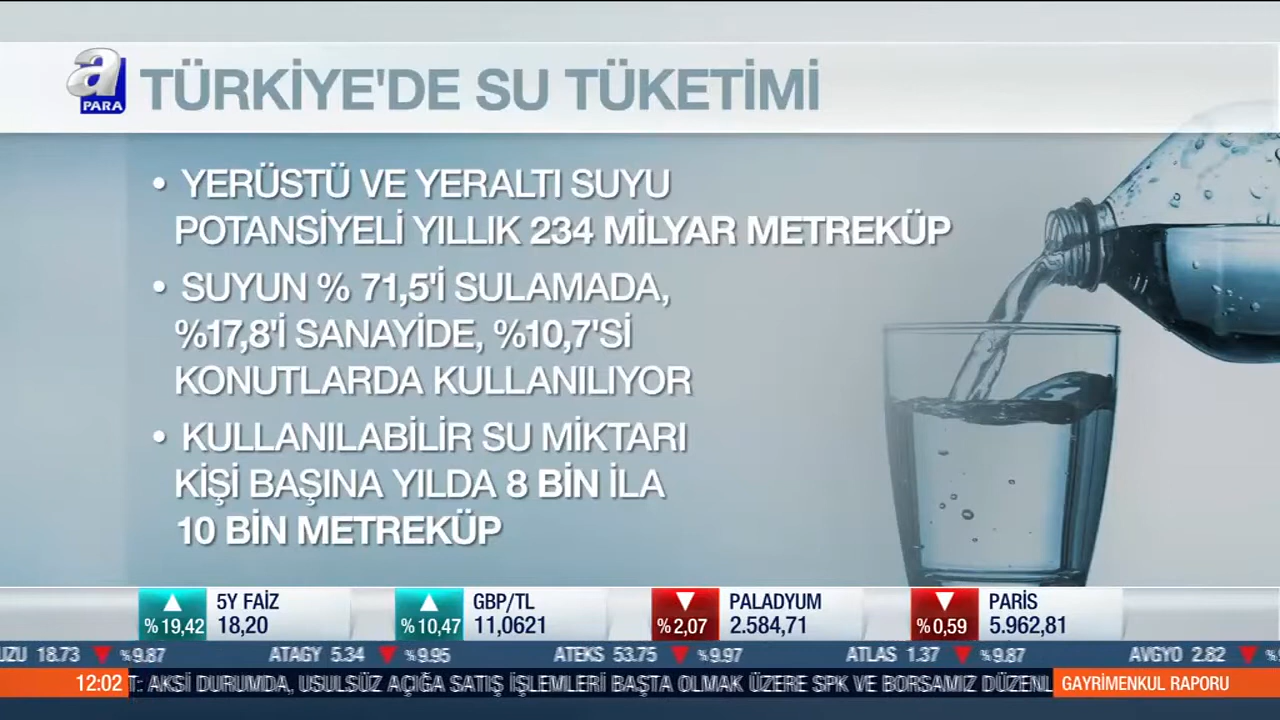 a
PARA
TÜRKİYE'DE SU TÜKETİMİ
• YERÜSTÜ VE YERALTI SUYU
POTANSİYELİ YILLIK 234 MİLYAR METREKÜP
• SUYUN % 71,5'İ SULAMADA,
%17,8'İ SANAYİDE, %10,7'Sİ
KONUTLARDA KULLANILIYOR
• KULLANILABİLİR SU MİKTARI
KİŞİ BAŞINA YILDA 8 BİN İLA
10 BİN METREKÜP
▲ %19,42 5Y FAİZ 18,20
▲ %10,47 GBP/TL 11,0621
▼ %2,07 PALADYUM 2.584,71
▼ %0,59 PARİS 5.962,81
UZU 18.73 ▼ %9.87 ATAGY 5.34 ▼ %9.95 ATEKS 53.75 ▼ %9.97 ATLAS 1.37 ▼ %9.87 AVGYO 2.82 ▼
12:02 T: AKSİ DURUMDA, USULSÜZ AÇIĞA SATIŞ İŞLEMLERİ BAŞTA OLMAK ÜZERE SPK VE BORSAMIZ DÜZENL GAYRİMENKUL RAPORU